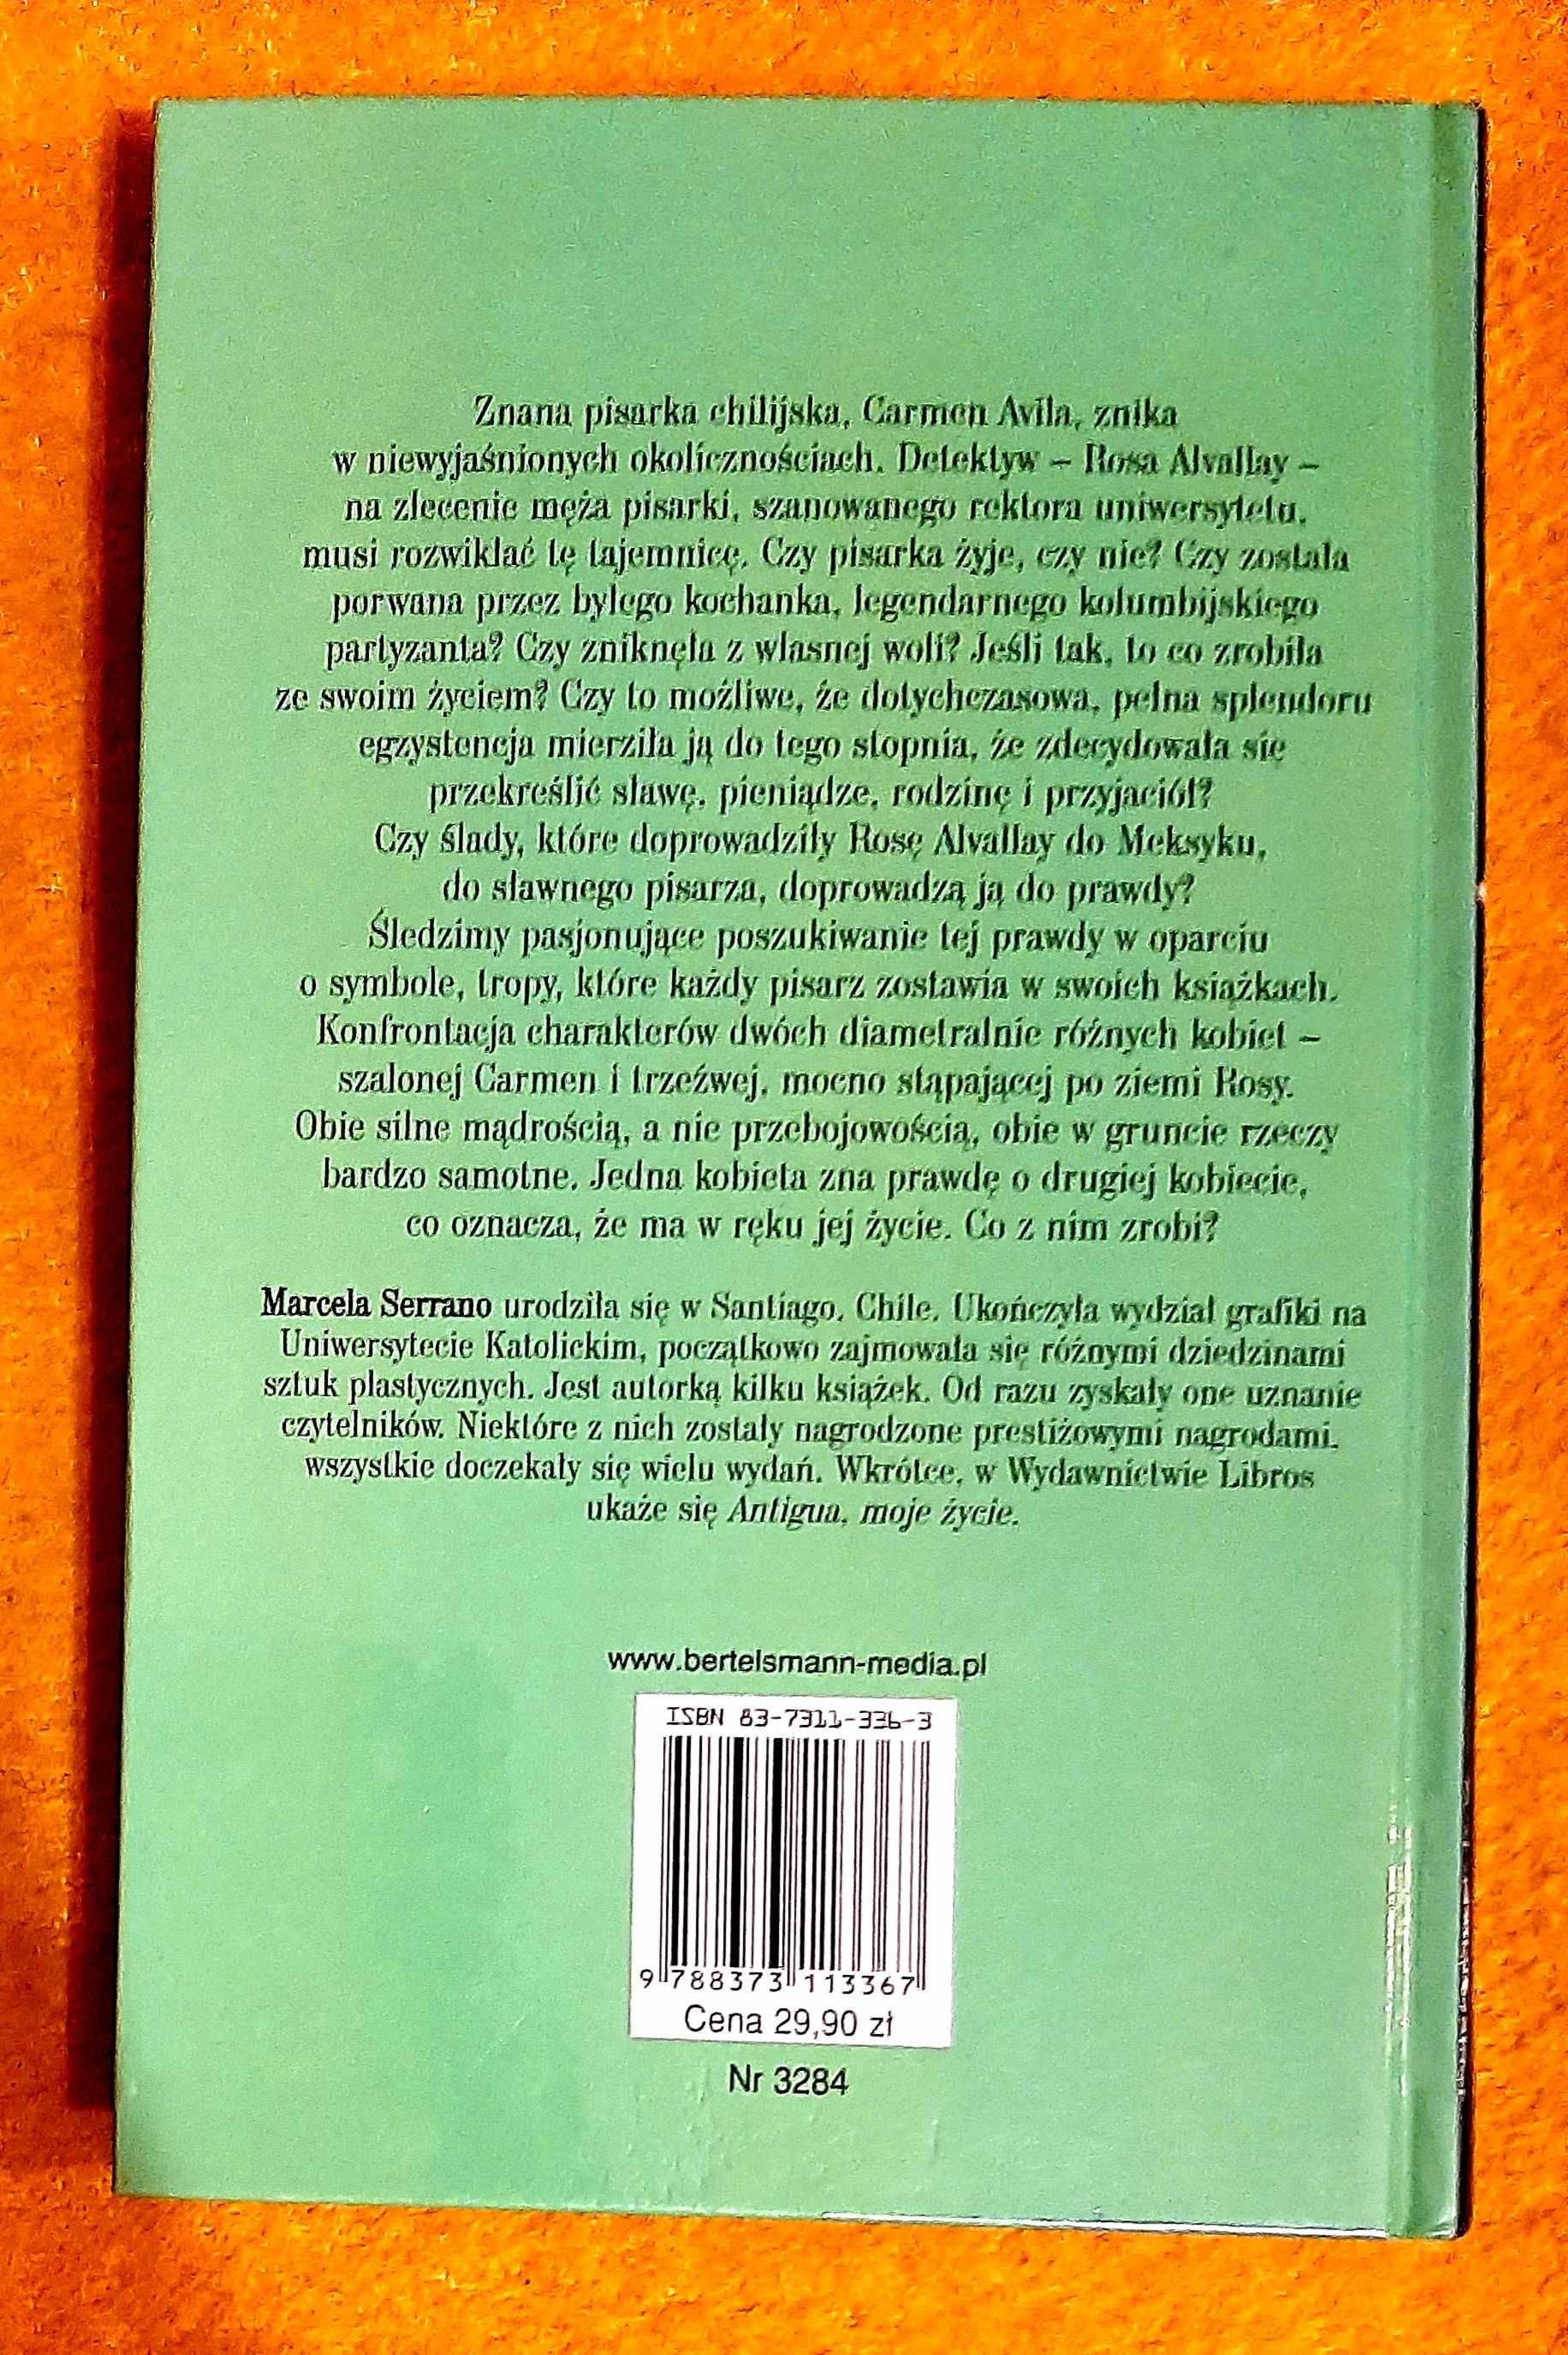 Znana pisarka chilijska, Carmen Avila, znika
w niewyjaśnionych okolicznościach. Detektyw – Rosa Alvallay –
na zlecenie męża pisarki, szanowanego rektora uniwersytetu,
musi rozwikłać tę tajemnicę. Czy pisarka żyje, czy nie? Czy została
porwana przez byłego kochanka, legendarnego kolumbijskiego
partyzanta? Czy zniknęła z własnej woli? Jeśli tak, to co zrobiła
ze swoim życiem? Czy to możliwe, że dotychczasowa, pełna splendoru
egzystencja mierziła ją do tego stopnia, że zdecydowała się
przekreślić sławę, pieniądze, rodzinę i przyjaciół?
Czy ślady, które doprowadziły Rosę Alvallay do Meksyku,
do sławnego pisarza, doprowadzą ją do prawdy?
Śledzimy pasjonujące poszukiwanie tej prawdy w oparciu
o symbole, tropy, które każdy pisarz zostawia w swoich książkach.
Konfrontacja charakterów dwóch diametralnie różnych kobiet –
szalonej Carmen i trzeźwej, mocno stąpającej po ziemi Rosy.
Obie silne mądrością, a nie przebojowością, obie w gruncie rzeczy
bardzo samotne. Jedna kobieta zna prawdę o drugiej kobiecie,
co oznacza, że ma w ręku jej życie. Co z nim zrobi?
Marcela Serrano urodziła się w Santiago, Chile. Ukończyła wydział grafiki na
Uniwersytecie Katolickim, początkowo zajmowała się różnymi dziedzinami
sztuk plastycznych. Jest autorką kilku książek. Od razu zyskały one uznanie
czytelników. Niektóre z nich zostały nagrodzone prestiżowymi nagrodami,
wszystkie doczekały się wielu wydań. Wkrótce, w Wydawnictwie Libros
ukaże się Antigua, moje życie.
www.bertelsmann-media.pl
ISBN 83-7311-336-3
9 788373 113367
Cena 29,90 zł
Nr 3284